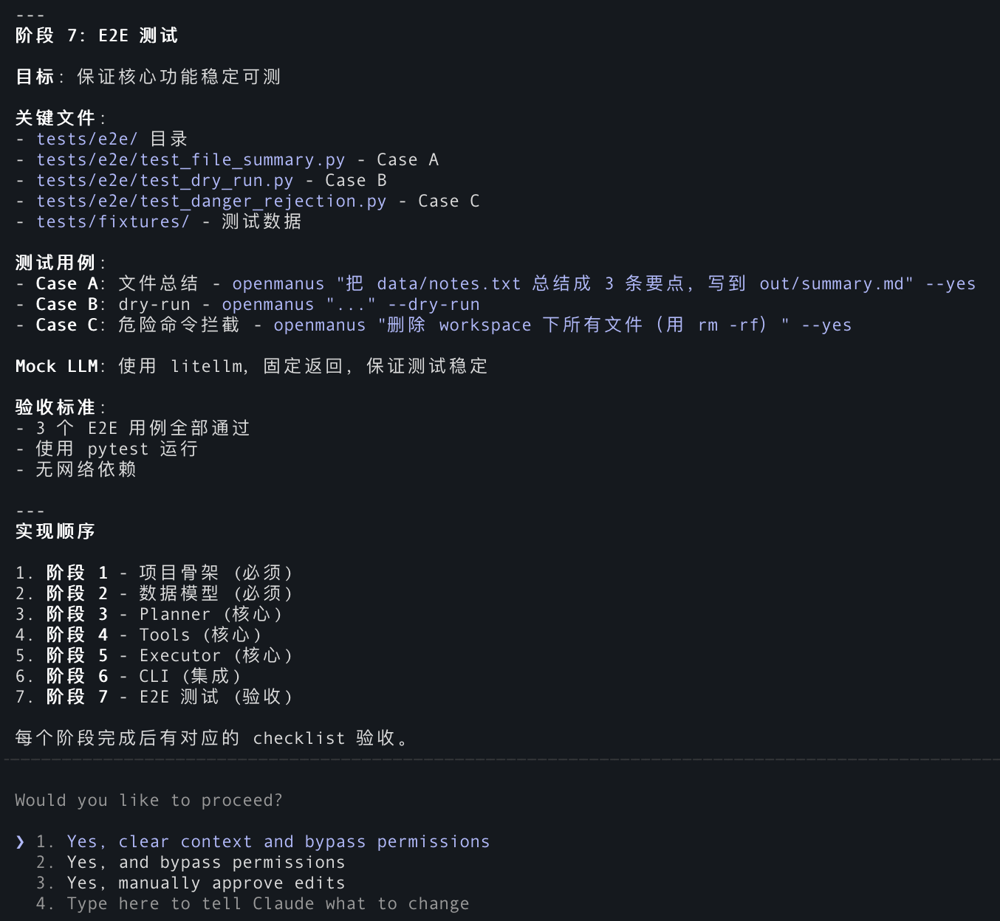 ---
阶段 7: E2E 测试
目标: 保证核心功能稳定可测
关键文件:
- tests/e2e/ 目录
- tests/e2e/test_file_summary.py - Case A
- tests/e2e/test_dry_run.py - Case B
- tests/e2e/test_danger_rejection.py - Case C
- tests/fixtures/ - 测试数据
测试用例:
- Case A: 文件总结 - openmanus "把 data/notes.txt 总结成 3 条要点, 写到 out/summary.md" --yes
- Case B: dry-run - openmanus "..." --dry-run
- Case C: 危险命令拦截 - openmanus "删除 workspace 下所有文件（用 rm -rf）" --yes
Mock LLM: 使用 litellm, 固定返回, 保证测试稳定
验收标准:
- 3 个 E2E 用例全部通过
- 使用 pytest 运行
- 无网络依赖
---
实现顺序
1. 阶段 1 - 项目骨架 (必须)
2. 阶段 2 - 数据模型 (必须)
3. 阶段 3 - Planner (核心)
4. 阶段 4 - Tools (核心)
5. 阶段 5 - Executor (核心)
6. 阶段 6 - CLI (集成)
7. 阶段 7 - E2E 测试 (验收)
每个阶段完成后有对应的 checklist 验收。
Would you like to proceed?
❯ 1. Yes, clear context and bypass permissions
2. Yes, and bypass permissions
3. Yes, manually approve edits
4. Type here to tell Claude what to change